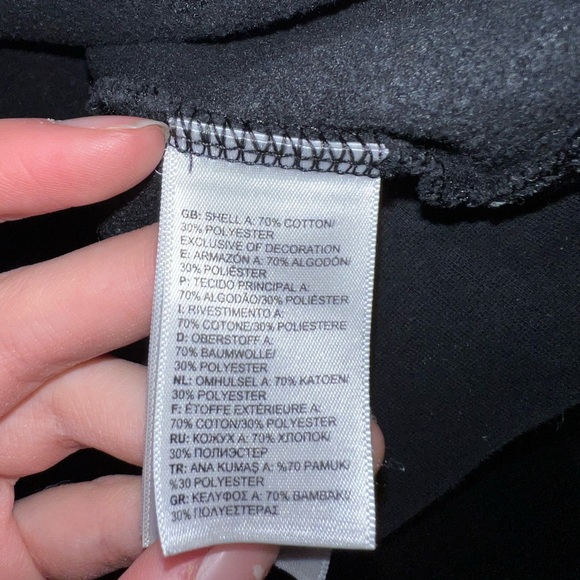 GB: SHELL A: 70% COTTON/
30% POLYESTER
EXCLUSIVE OF DECORATION
E: ARMAZÓN A: 70% ALGODÓN/
30% POLIÉSTER
P: TECIDO PRINCIPAL A:
70% ALGODÃO/30% POLIÉSTER
I: RIVESTIMENTO A:
70% COTONE/30% POLIESTERE
D: OBERSTOFF A:
70% BAUMWOLLE/
30% POLYESTER
NL: OMHULSEL A: 70% KATOEN/
30% POLYESTER
F: ÉTOFFE EXTÉRIEURE A:
70% COTON/30% POLYESTER
RU: КОЖУХ A: 70% ХЛОПОК/
30% ПОЛИЭСТЕР
TR: ANA KUMAŞ A: %70 PAMUK/
%30 POLYESTER
GR: ΚΕΛΥΦΟΣ A: 70% ΒΑΜΒΑΚΙ/
30% ΠΟΛΥΕΣΤΕΡΑΣ